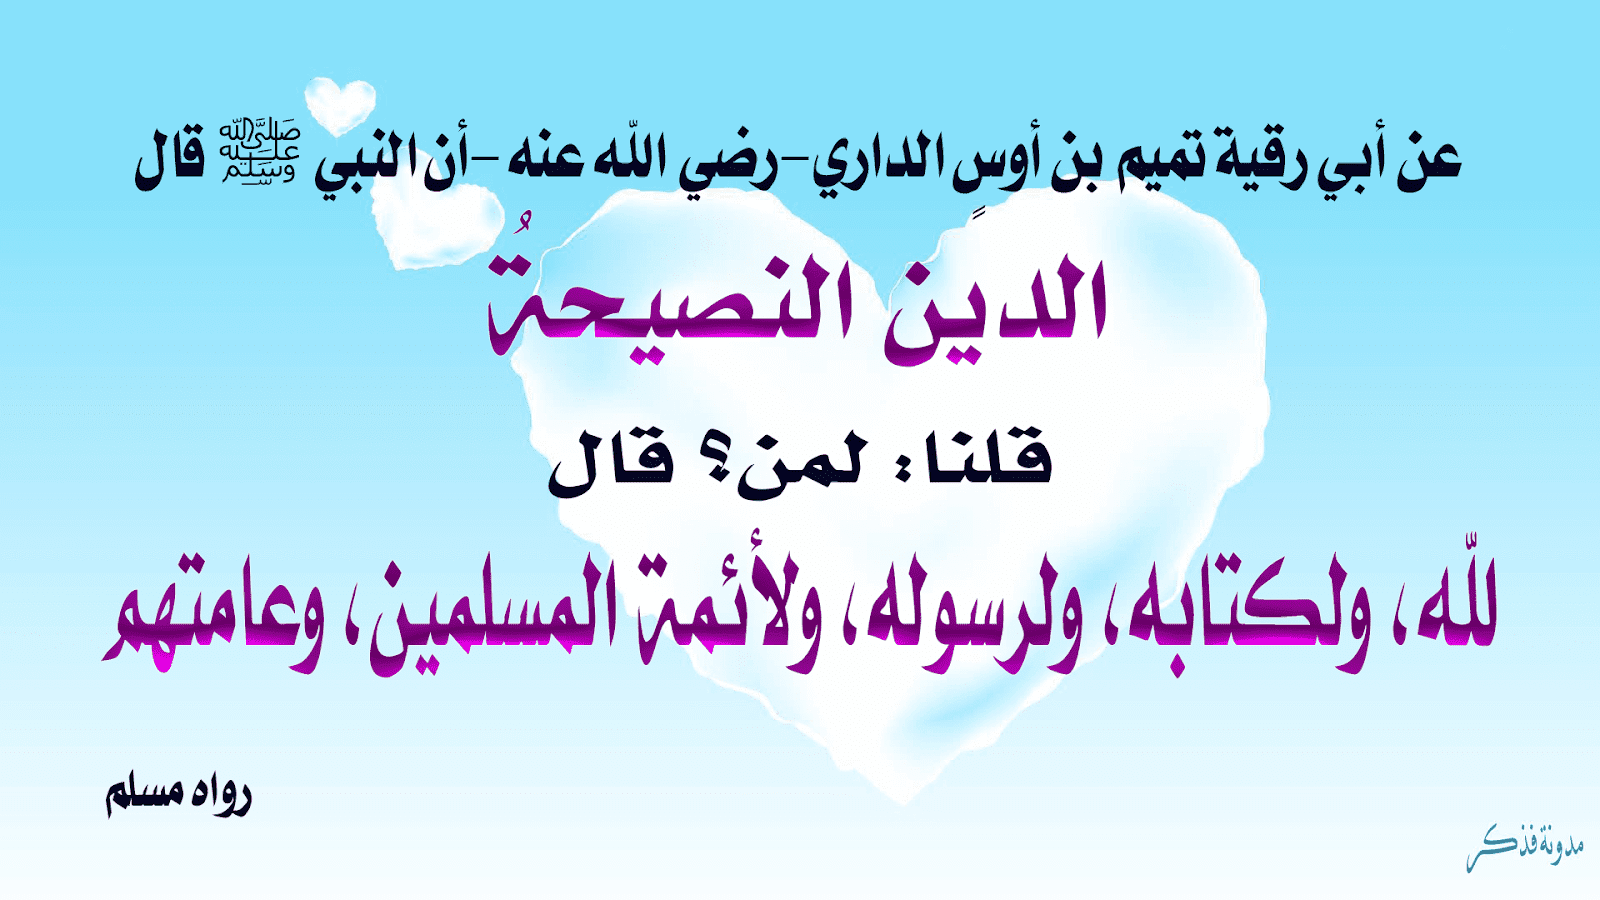 عن أبي رقية تميم بن أوسٍ الداري-رضي الله عنه -أن النبي ﷺ قال
الدين النصيحةُ
قلنا: لمن؟ قال
للّه، ولكتابه، ولرسوله، ولأئمة المسلمين، وعامتهم
رواه مسلم
مدونة فذكر